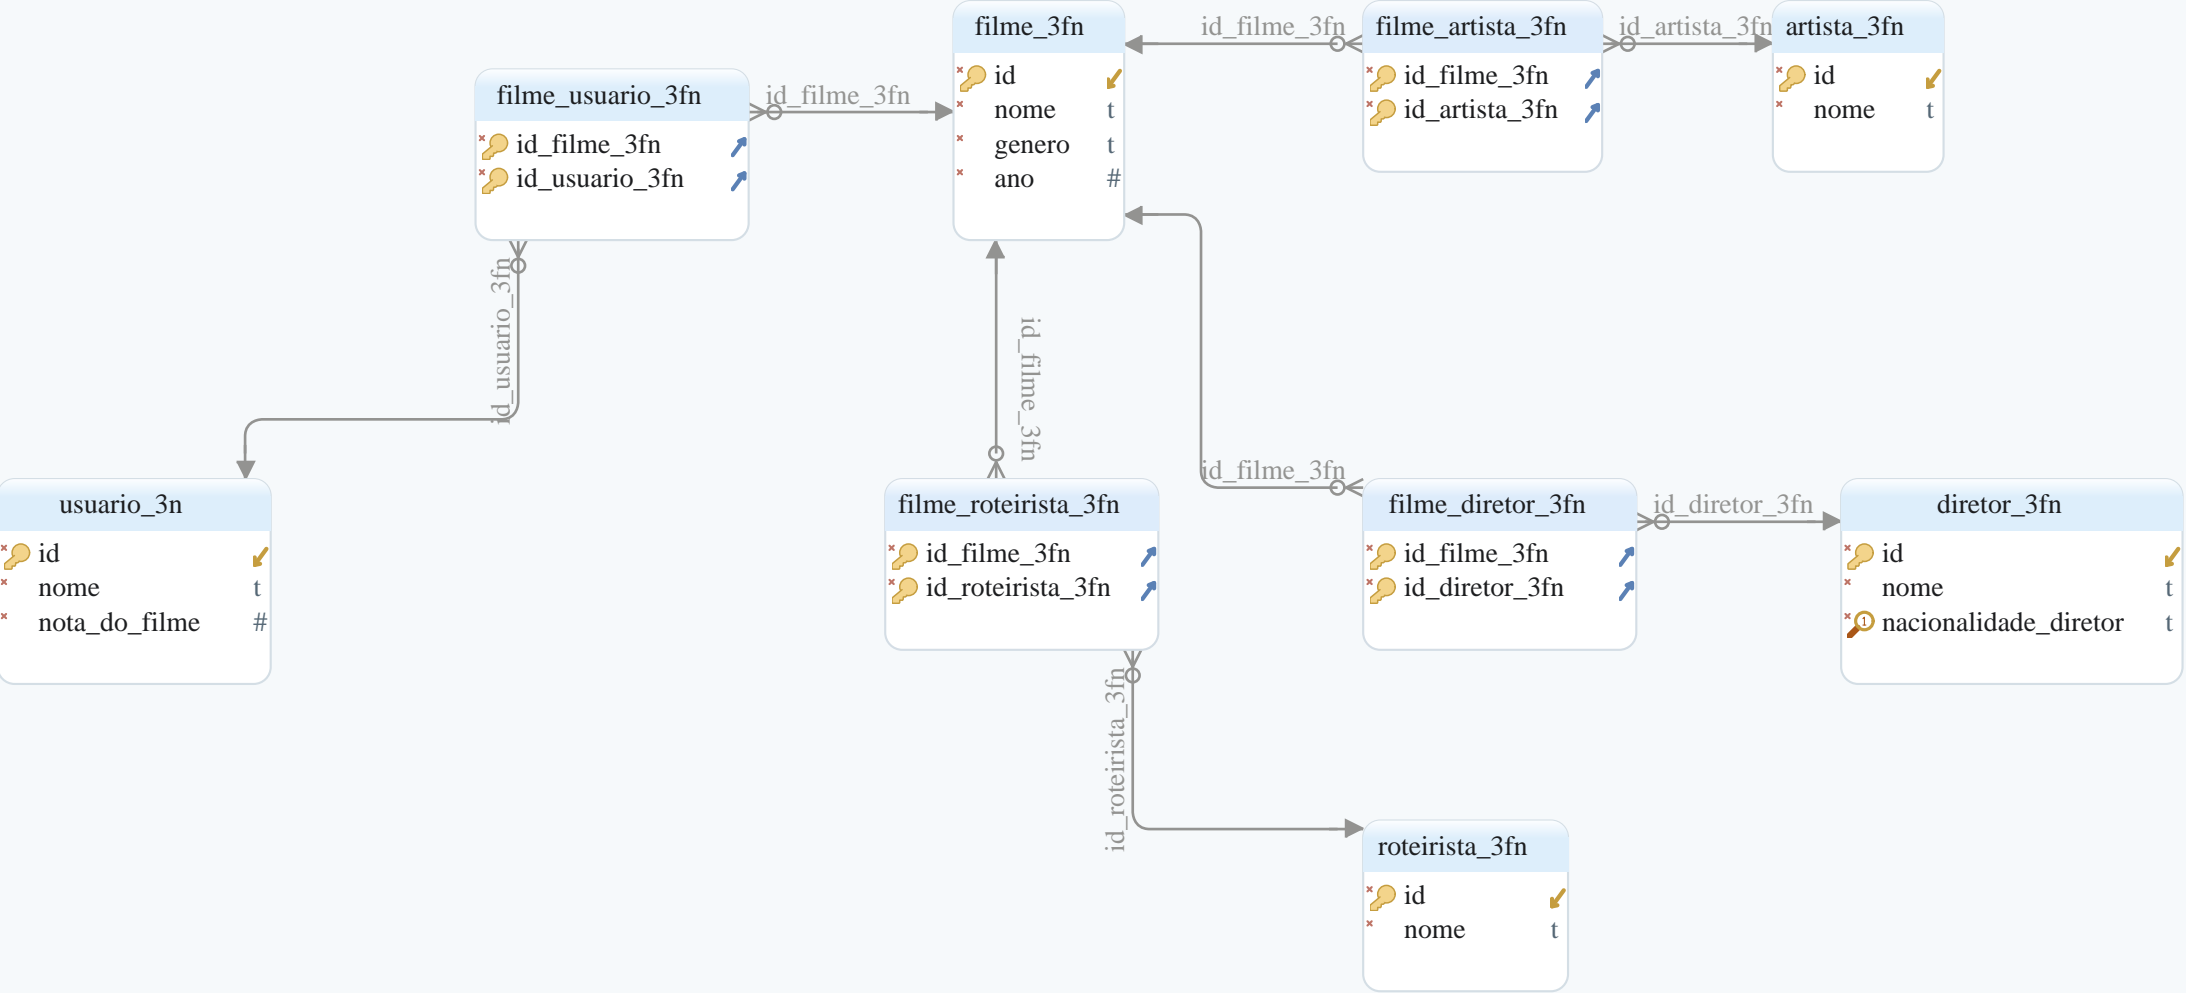 filme_3fn
id
nome t
genero t
ano #
id_filme_3fn
filme_artista_3fn
id_filme_3fn
id_artista_3fn
id_artista_3fn
artista_3fn
id
nome t
filme_usuario_3fn
id_filme_3fn
id_usuario_3fn
id_filme_3fn
id_usuario_3fn
id_filme_3fn
id_filme_3fn
usuario_3n
id
nome t
nota_do_filme #
filme_roteirista_3fn
id_filme_3fn
id_roteirista_3fn
filme_diretor_3fn
id_filme_3fn
id_diretor_3fn
id_diretor_3fn
diretor_3fn
id
nome t
1 nacionalidade_diretor t
id_roteirista_3fn
roteirista_3fn
id
nome t